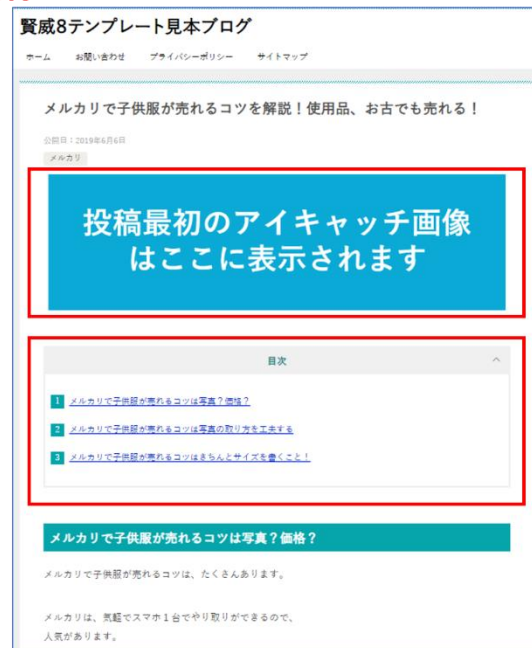 賢威8テンプレート見本ブログ
ホーム お問い合わせ プライバシーポリシー サイトマップ
メルカリで子供服が売れるコツを解説！使用品、お古でも売れる！
公開日：2019年6月6日
メルカリ
投稿最初のアイキャッチ画像
はここに表示されます
目次
1 メルカリで子供服が売れるコツは写真？価格？
2 メルカリで子供服が売れるコツは写真の取り方を工夫する
3 メルカリで子供服が売れるコツはきちんとサイズを書くこと！
メルカリで子供服が売れるコツは写真？価格？
メルカリで子供服が売れるコツは、たくさんあります。
メルカリは、気軽でスマホ１台でやり取りができるので、
人気があります。